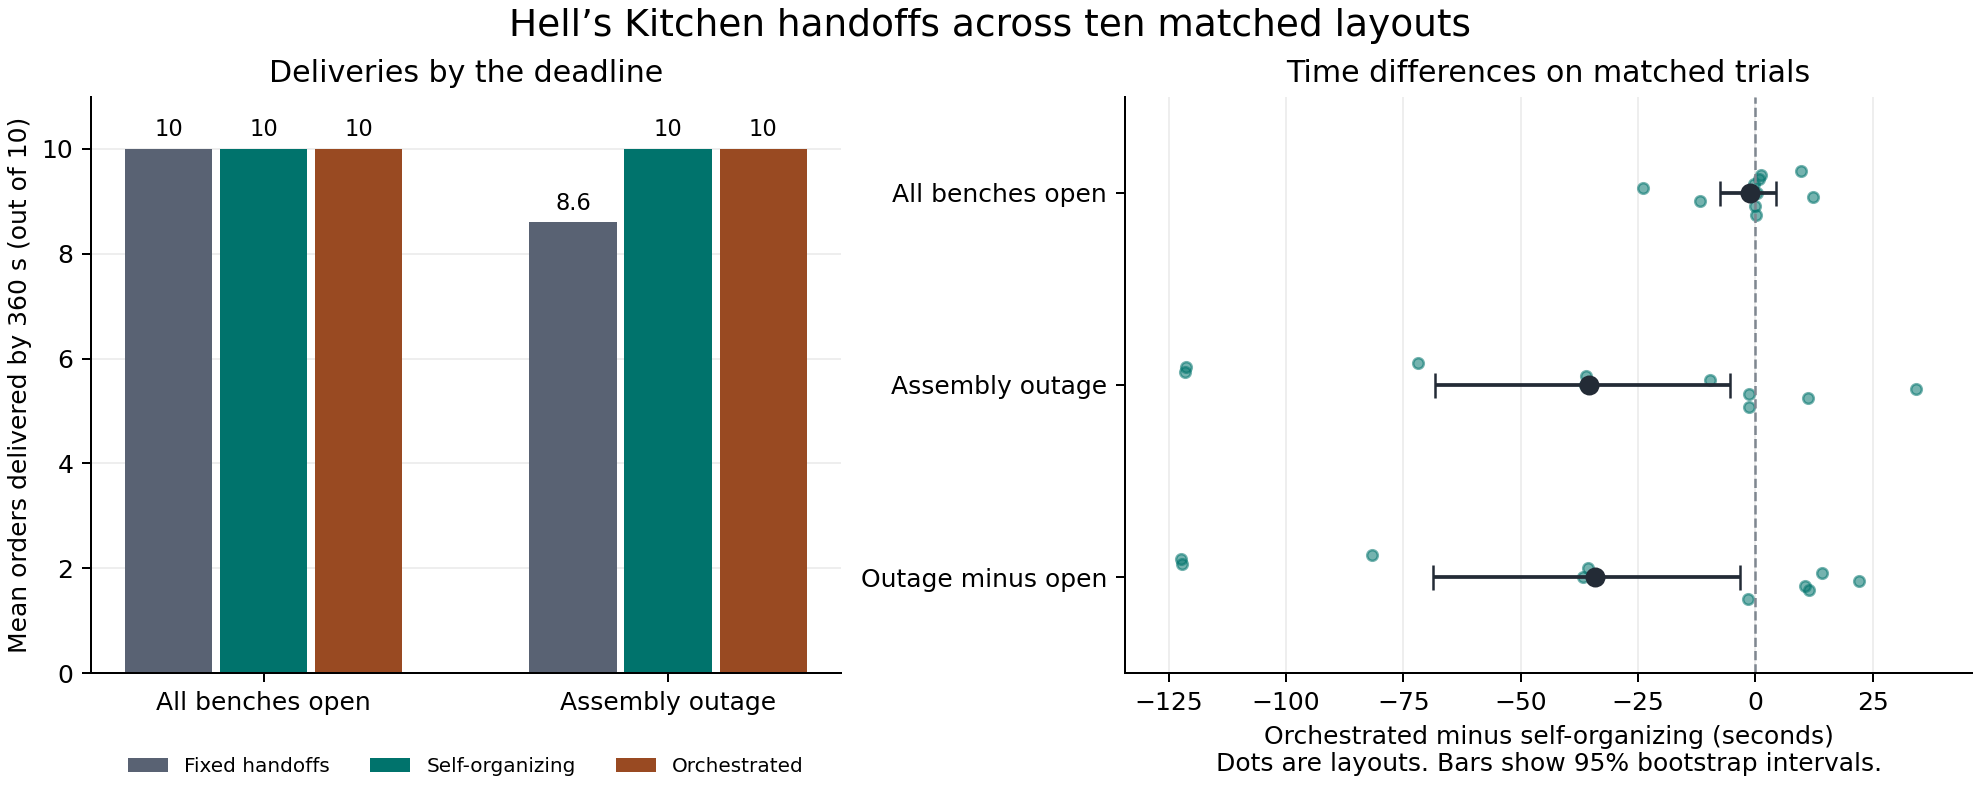 Hell’s Kitchen handoffs across ten matched layouts
Deliveries by the deadline
Mean orders delivered by 360 s (out of 10)
10
8
6
4
2
0
10
10
10
8.6
10
10
All benches open
Assembly outage
Fixed handoffs
Self-organizing
Orchestrated
Time differences on matched trials
All benches open
Assembly outage
Outage minus open
−125
−100
−75
−50
−25
0
25
Orchestrated minus self-organizing (seconds)
Dots are layouts. Bars show 95% bootstrap intervals.